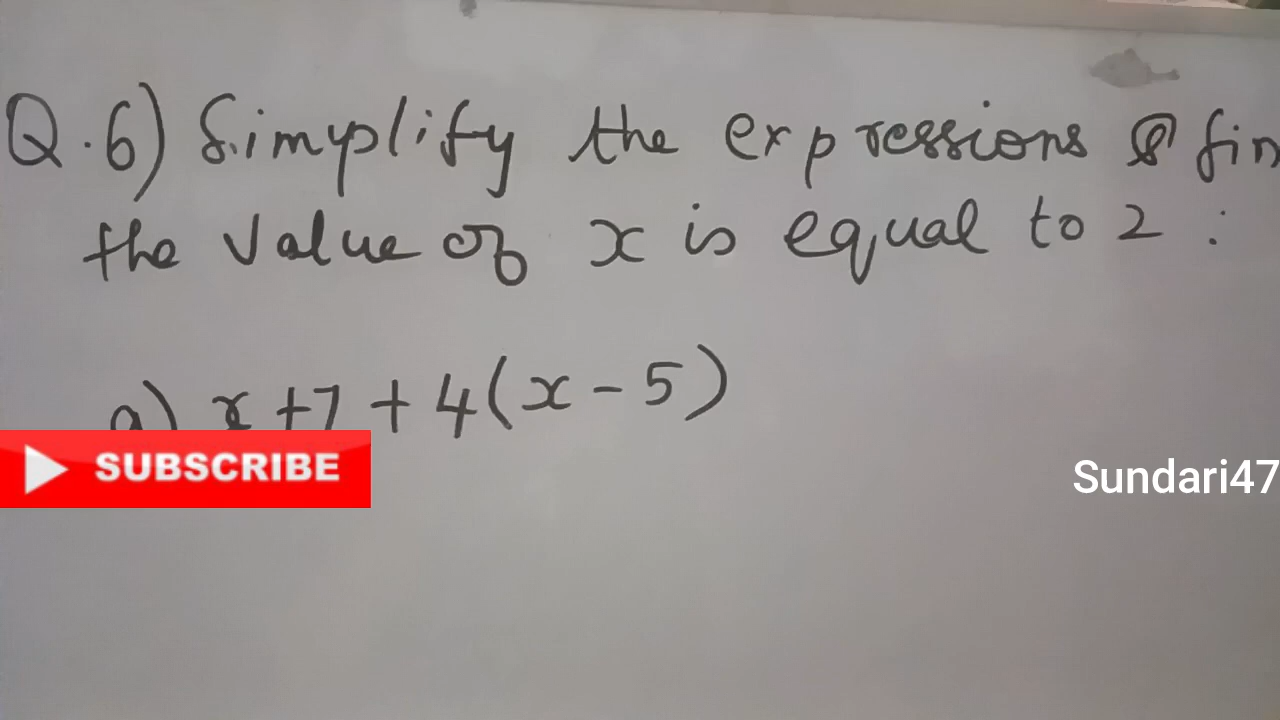 Q.6) Simplify the expressions & fin
the value of x is equal to 2 :
a) x + 7 + 4(x - 5)
SUBSCRIBE
Sundari47